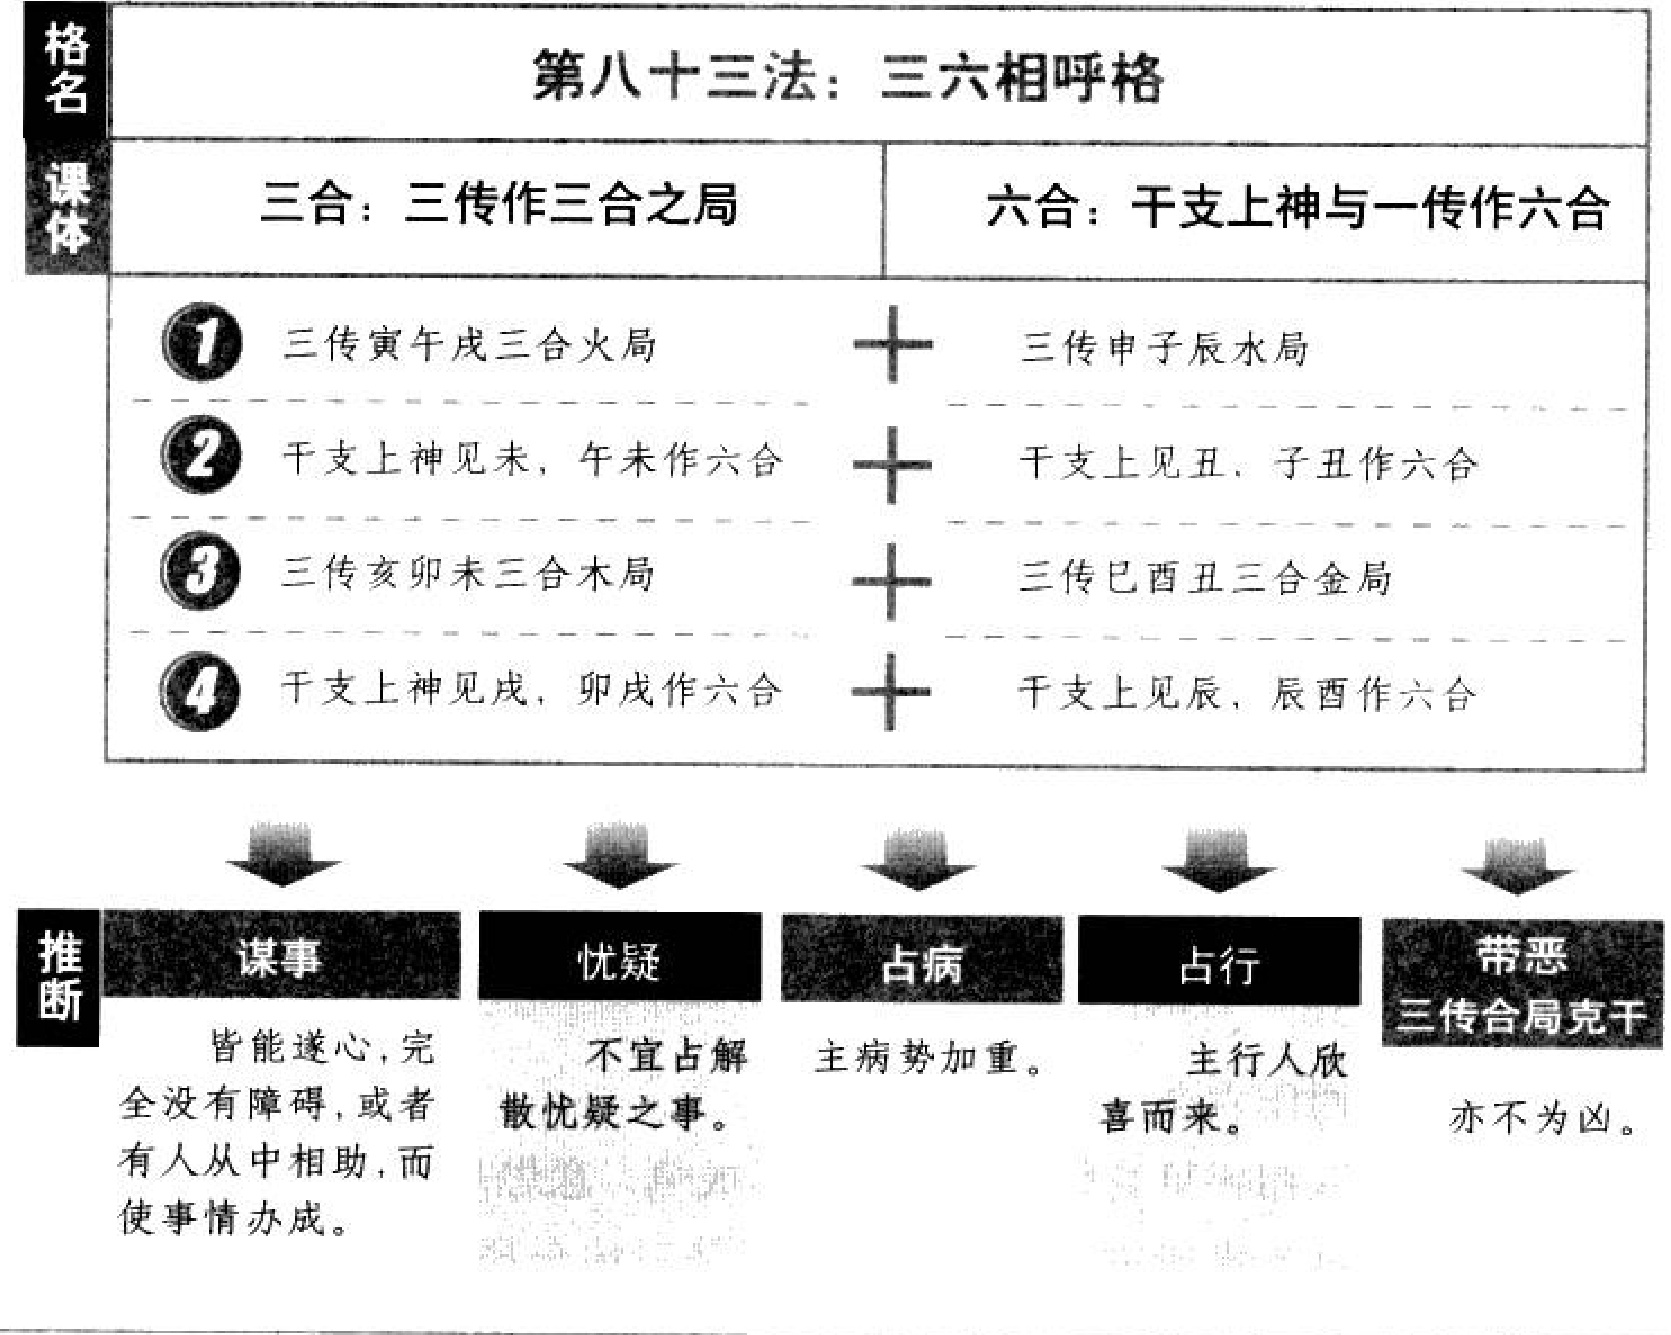 格名
第八十三法：三六相呼格
课体
三合：三传作三合之局
六合：干支上神与一传作六合
1 三传寅午戌三合火局 + 三传申子辰水局
2 干支上神见未，午未作六合 + 干支上见丑，子丑作六合
3 三传亥卯未三合木局 + 三传巳酉丑三合金局
4 干支上神见戌，卯戌作六合 + 干支上见辰，辰酉作六合
推断
谋事
皆能遂心，完
全没有障碍，或者
有人从中相助，而
使事情办成。
忧疑
不宜占解
散忧疑之事。
占病
主病势加重。
占行
主行人欣
喜而来。
带恶
三传合局克干
亦不为凶。